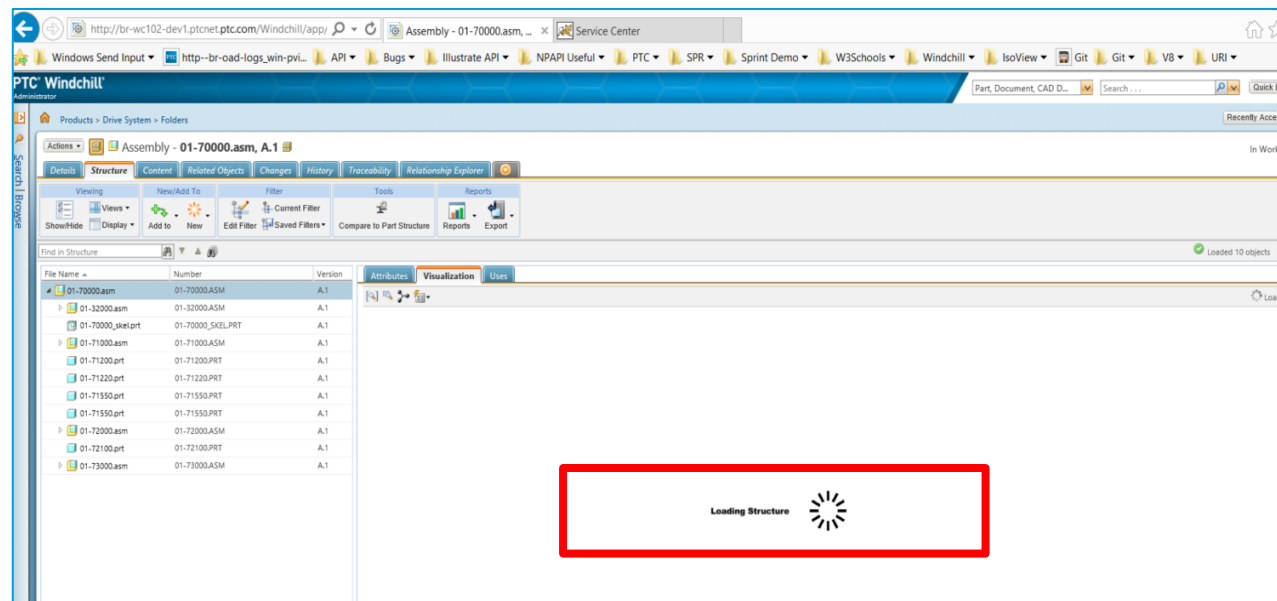 http://br-wc102-dev1.ptcnet.ptc.com/Windchill/app/ Assembly - 01-70000.asm, ... × Service Center
Windows Send Input http--br-oad-logs_win-pvi... API Bugs Illustrate API NPAPI Useful PTC SPR Sprint Demo W3Schools Windchill IsoView Git Git V8 URI
PTC® Windchill®
Administrator
Part, Document, CAD D... Search . . . Quick
Products > Drive System > Folders
Recently Acce
Search | Browse
Actions Assembly - 01-70000.asm, A.1
In Work
Details Structure Content Related Objects Changes History Traceability Relationship Explorer
Viewing New/Add To Filter Tools Reports
Views Current Filter
Show/Hide Display Add to New Edit Filter Saved Filters Compare to Part Structure Reports Export
Find in Structure
Loaded 10 objects
File Name Number Version
Attributes Visualization Uses
01-70000.asm 01-70000.ASM A.1
Loa
01-32000.asm 01-32000.ASM A.1
01-70000_skel.prt 01-70000_SKEL.PRT A.1
01-71000.asm 01-71000.ASM A.1
01-71200.prt 01-71200.PRT A.1
01-71220.prt 01-71220.PRT A.1
01-71550.prt 01-71550.PRT A.1
01-71550.prt 01-71550.PRT A.1
01-72000.asm 01-72000.ASM A.1
01-72100.prt 01-72100.PRT A.1
01-73000.asm 01-73000.ASM A.1
Loading Structure